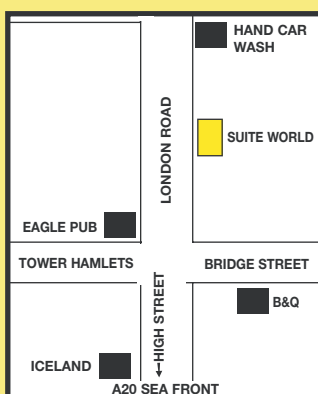 HAND CAR
WASH
LONDON ROAD
SUITE WORLD
EAGLE PUB
TOWER HAMLETS
BRIDGE STREET
HIGH STREET
B&Q
ICELAND
A20 SEA FRONT